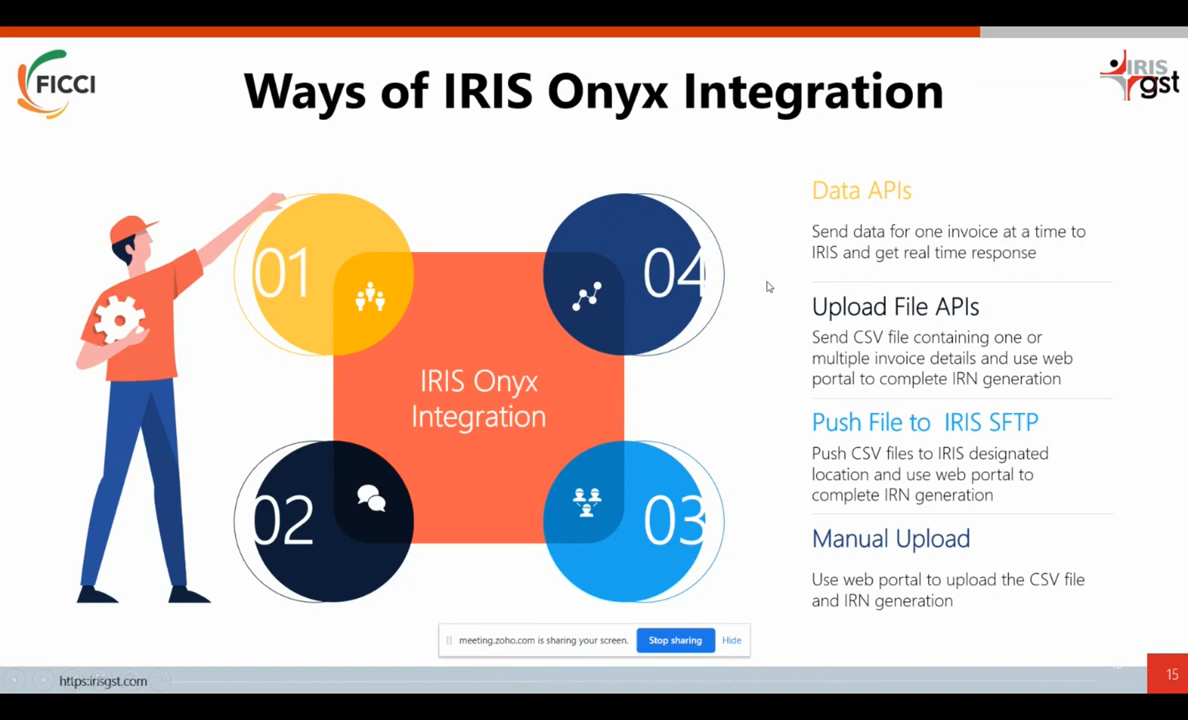 FICCI
Ways of IRIS Onyx Integration
IRIS
gst
01
04
IRIS Onyx
Integration
02
03
Data APIs
Send data for one invoice at a time to
IRIS and get real time response
Upload File APIs
Send CSV file containing one or
multiple invoice details and use web
portal to complete IRN generation
Push File to IRIS SFTP
Push CSV files to IRIS designated
location and use web portal to
complete IRN generation
Manual Upload
Use web portal to upload the CSV file
and IRN generation
meeting.zoho.com is sharing your screen. Stop sharing Hide
https:irisgst.com
15